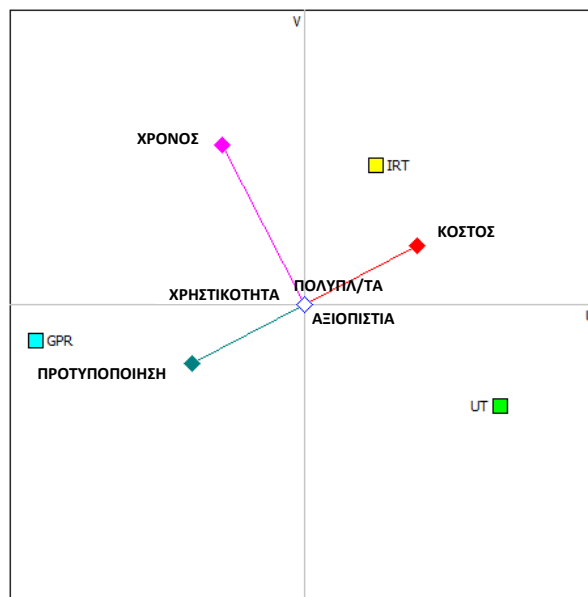 V
ΧΡΟΝΟΣ
IRT
ΚΟΣΤΟΣ
ΠΟΛΥΠΛ/ΤΑ
ΧΡΗΣΤΙΚΟΤΗΤΑ
ΑΞΙΟΠΙΣΤΙΑ
GPR
ΠΡΟΤΥΠΟΠΟΙΗΣΗ
UT